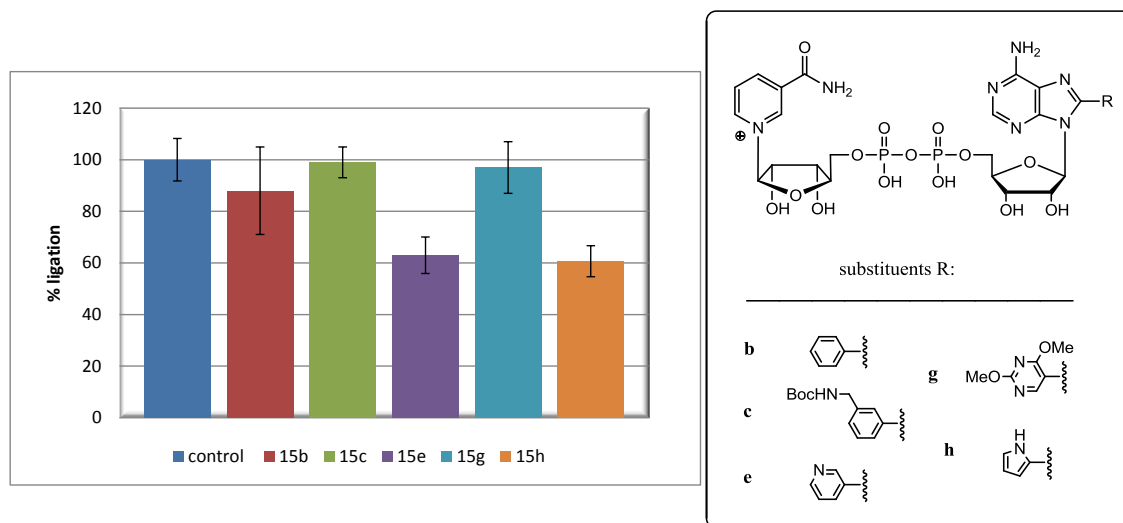 120
100
80
60
40
20
0
% ligation
control 15b 15c 15e 15g 15h
NH2
O
NH2
N
N
N
N
R
N
⊕
O
O
O
P
O
P
O
OH
OH
O
O
OH
OH
OH
OH
substituents R:
b
c
BocHN
e
N
g
OMe
N
MeO
N
h
H
N